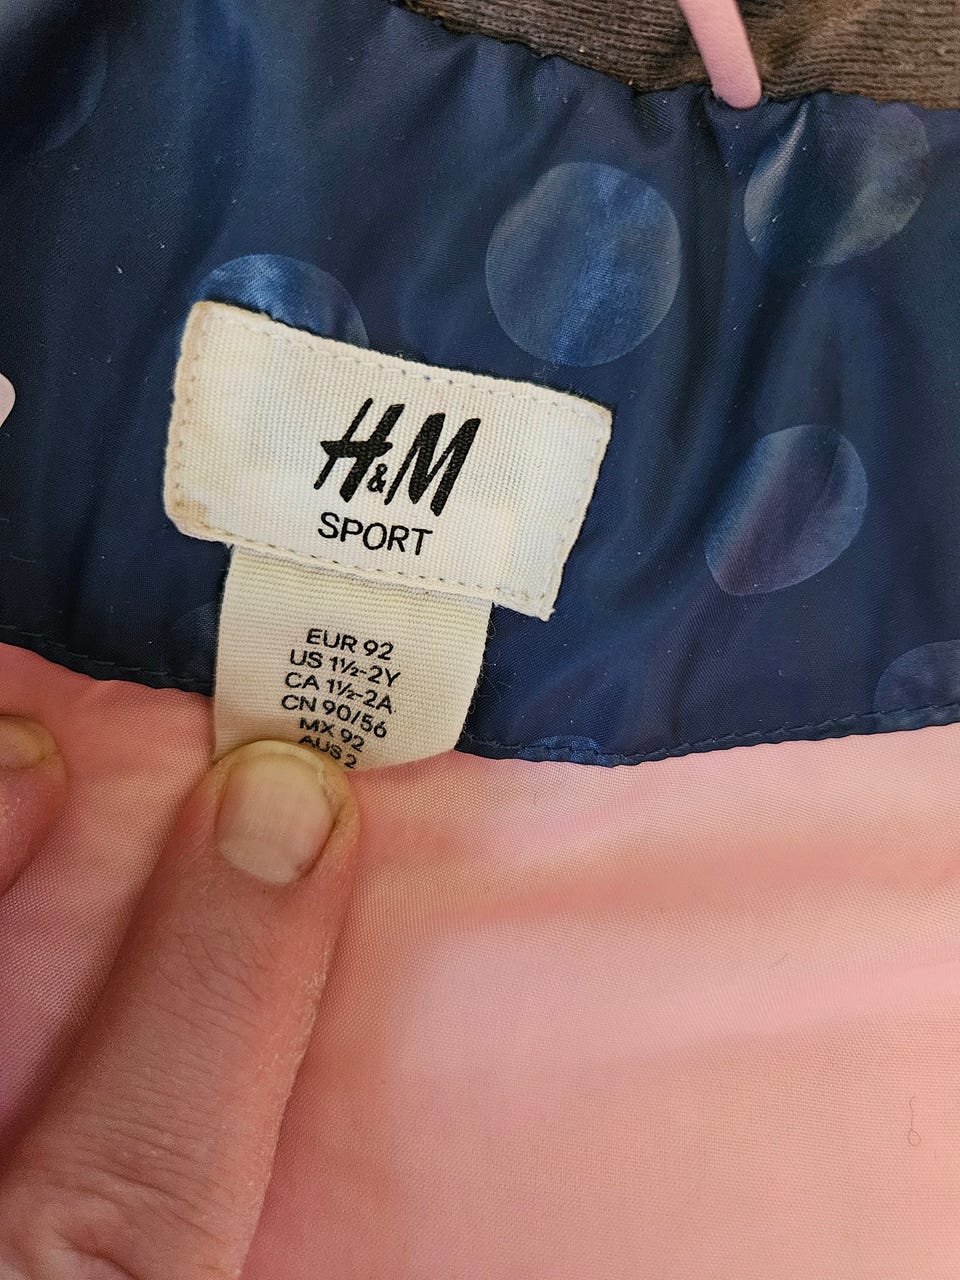 H&M
SPORT
EUR 92
US 1½-2Y
CA 1½-2A
CN 90/56
MX 92
AUS 2